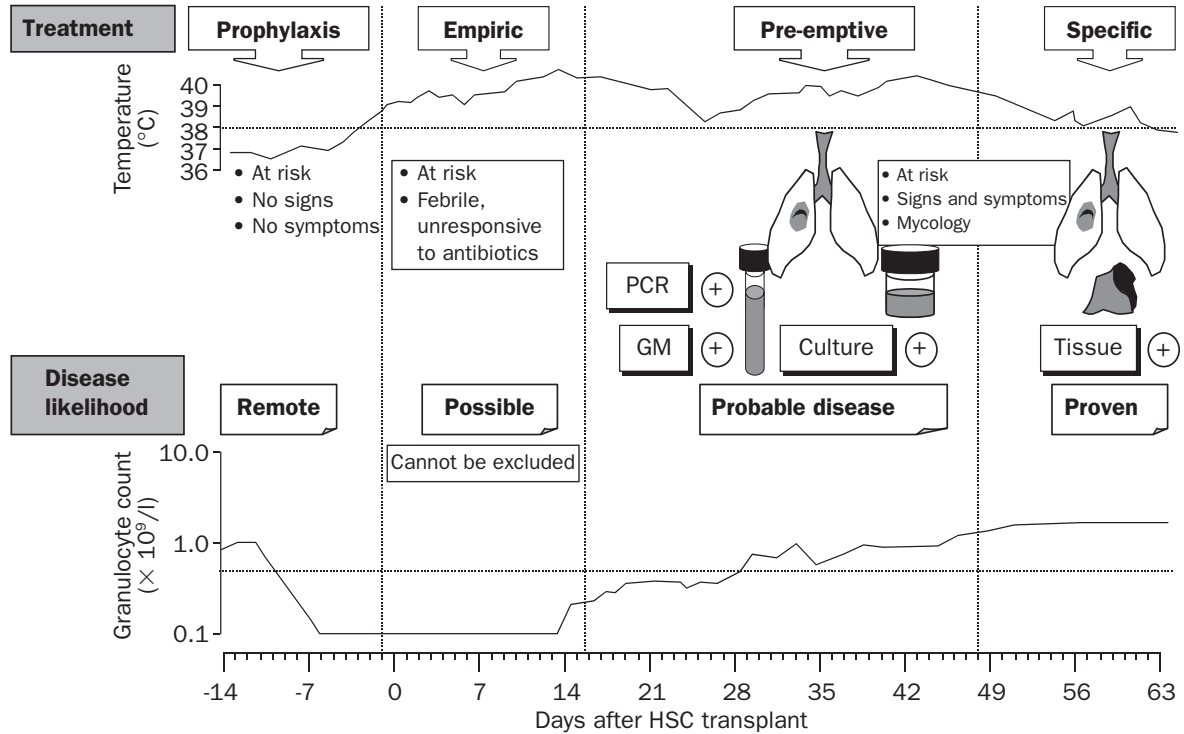 Treatment
Prophylaxis
Empiric
Pre-emptive
Specific
Temperature
(°C)
40
39
38
37
36
• At risk
• No signs
• No symptoms
• At risk
• Febrile,
unresponsive
to antibiotics
• At risk
• Signs and symptoms
• Mycology
PCR
+
GM
+
Culture
+
Tissue
+
Disease
likelihood
Remote
Possible
Probable disease
Proven
Cannot be excluded
Granulocyte count
(× 10⁹/l)
10.0
1.0
0.1
-14
-7
0
7
14
21
28
35
42
49
56
63
Days after HSC transplant